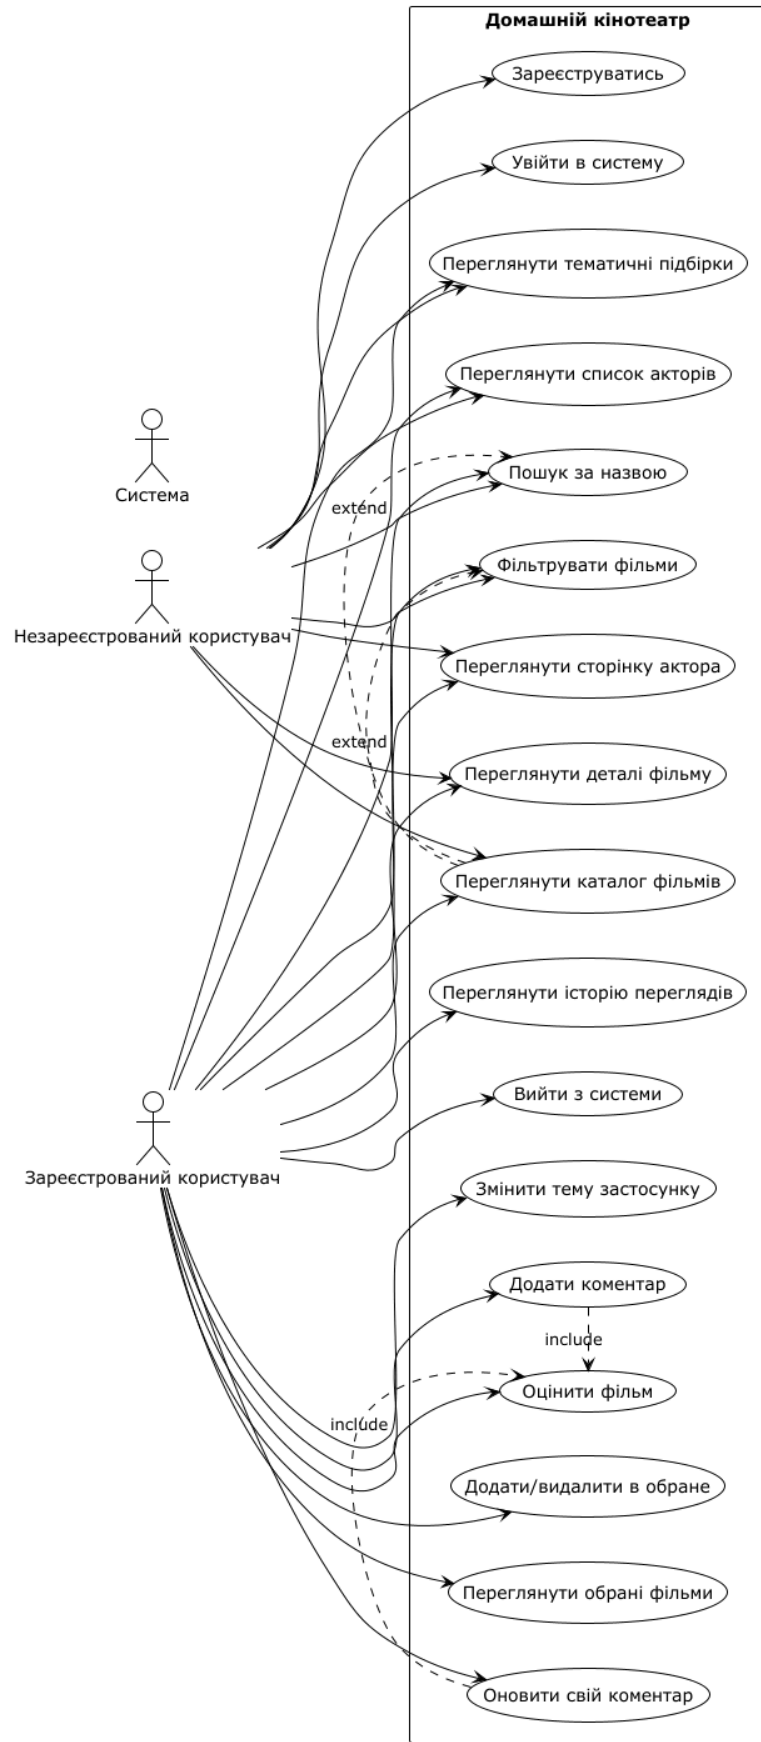 Домашній кінотеатр
Зареєструватись
Увійти в систему
Переглянути тематичні підбірки
Переглянути список акторів
Система
Пошук за назвою
extend
Фільтрувати фільми
Незареєстрований користувач
Переглянути сторінку актора
extend
Переглянути деталі фільму
Переглянути каталог фільмів
Переглянути історію переглядів
Вийти з системи
Зареєстрований користувач
Змінити тему застосунку
Додати коментар
include
Оцінити фільм
include
Додати/видалити в обране
Переглянути обрані фільми
Оновити свій коментар